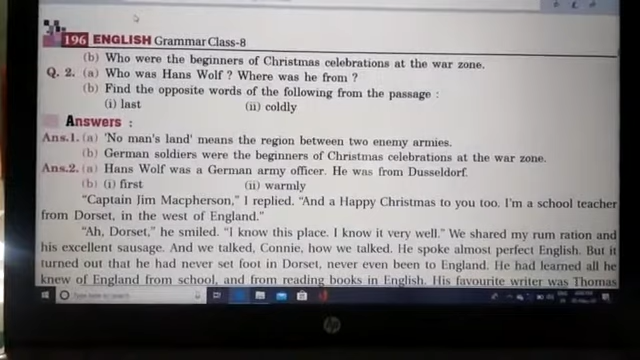 196 ENGLISH Grammar Class-8
(b) Who were the beginners of Christmas celebrations at the war zone.
Q. 2. (a) Who was Hans Wolf ? Where was he from ?
(b) Find the opposite words of the following from the passage :
(i) last (ii) coldly
Answers :
Ans.1. (a) 'No man's land' means the region between two enemy armies.
(b) German soldiers were the beginners of Christmas celebrations at the war zone.
Ans.2. (a) Hans Wolf was a German army officer. He was from Dusseldorf.
(b) (i) first (ii) warmly
"Captain Jim Macpherson," I replied. "And a Happy Christmas to you too. I'm a school teacher
from Dorset, in the west of England."
"Ah, Dorset," he smiled. "I know this place. I know it very well." We shared my rum ration and
his excellent sausage. And we talked, Connie, how we talked. He spoke almost perfect English. But it
turned out that he had never set foot in Dorset, never even been to England. He had learned all he
knew of England from school, and from reading books in English. His favourite writer was Thomas
Type here to search
hp